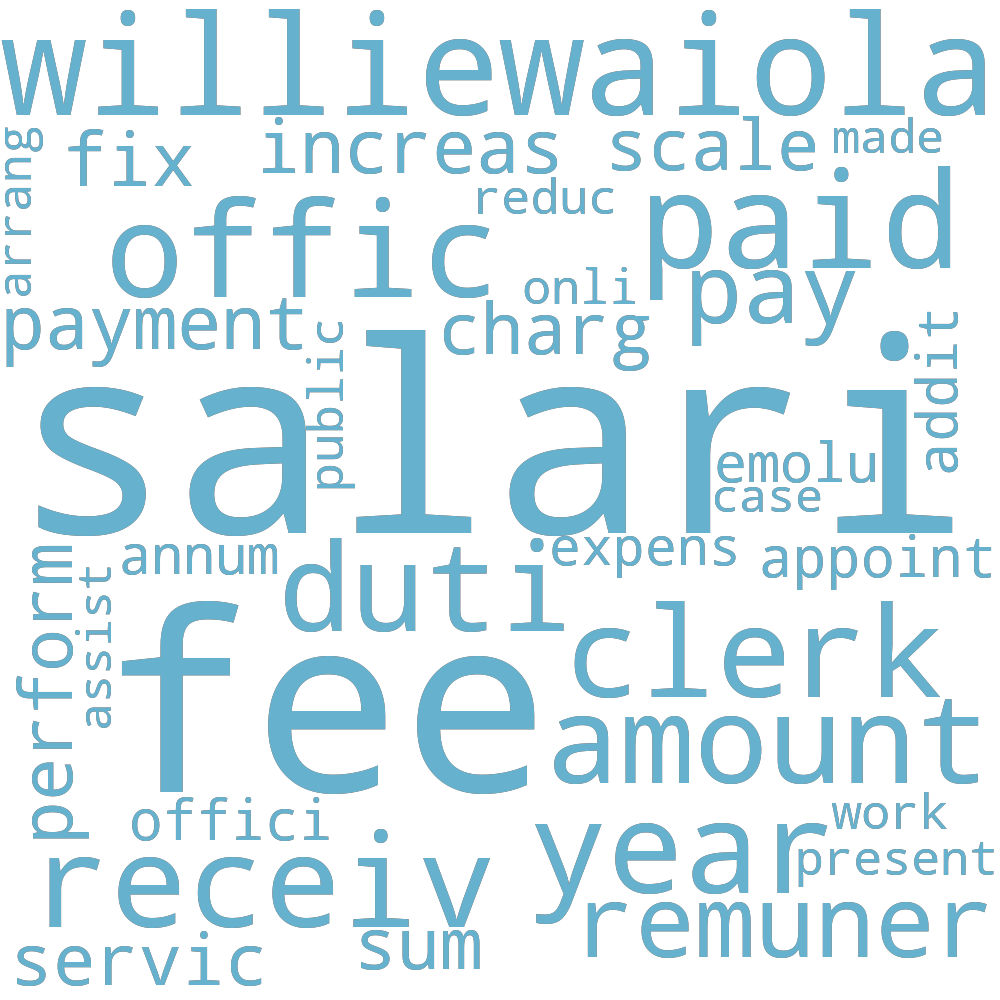 williewaiola
arrang
fix
increas
scale
made
reduc
offic
paid
onli
pay
payment
charg
public
addit
salari
emolu
case
annum
duti
expens
appoint
perform
assist
fee
clerk
amount
offici
work
receiv
year
present
remuner
servic
sum